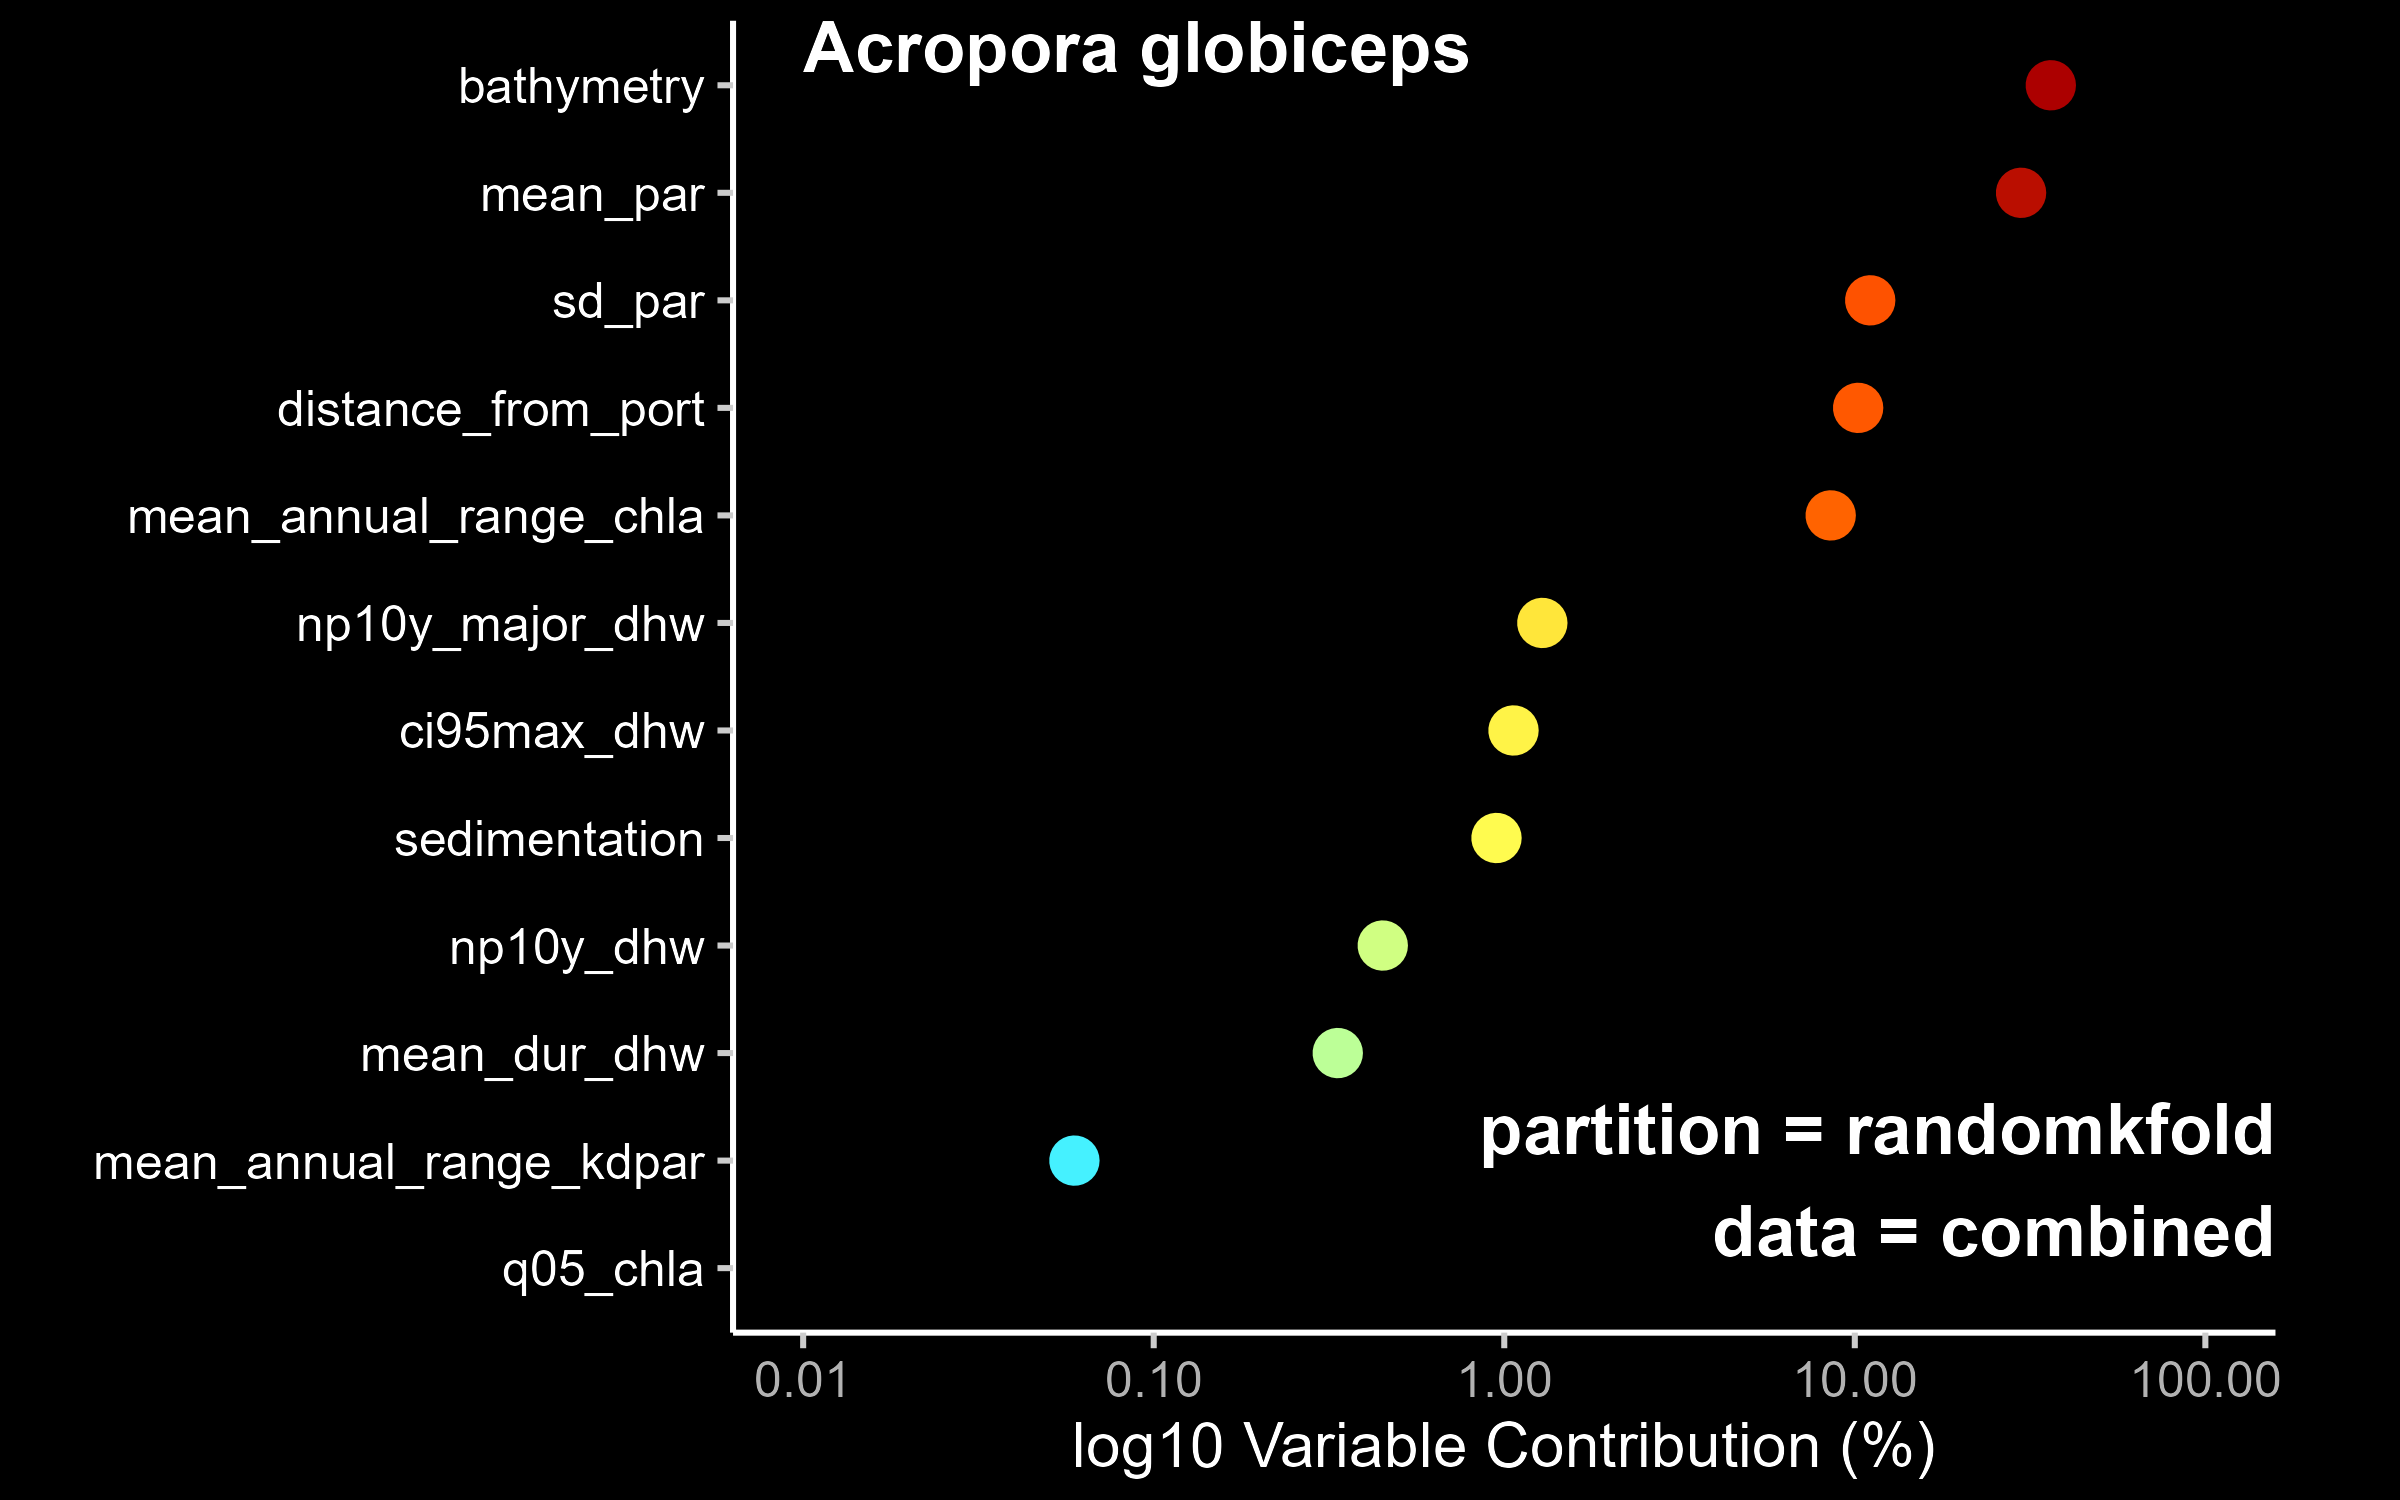 Acropora globiceps
bathymetry
mean_par
sd_par
distance_from_port
mean_annual_range_chla
np10y_major_dhw
ci95max_dhw
sedimentation
np10y_dhw
mean_dur_dhw
mean_annual_range_kdpar
q05_chla
partition = randomkfold
data = combined
0.01 0.10 1.00 10.00 100.00
log10 Variable Contribution (%)